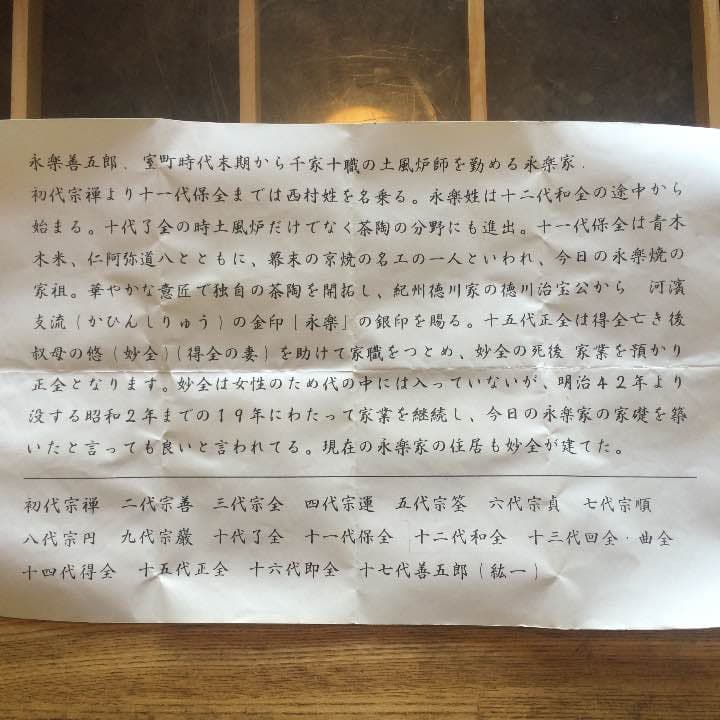 永楽善五郎．室町時代末期から千家十職の土風炉師を勤める永楽家．
初代宗禅より十一代保全までは西村姓を名乗る。永楽姓は十二代和全の途中から
始まる。十代了全の時土風炉だけでなく茶陶の分野にも進出。十一代保全は青木
木米、仁阿弥道八とともに、幕末の京焼の名工の一人といわれ、今日の永楽焼の
家祖。華やかな意匠で独自の茶陶を開拓し、紀州徳川家の徳川治宝公から　河濱
支流（かひんしりゅう）の金印「永楽」の銀印を賜る。十五代正全は得全亡き後
叔母の悠（妙全）（得全の妻）を助けて家職をつとめ、妙全の死後 家業を預かり
正全となります。妙全は女性のため代の中には入っていないが、明治４２年より
没する昭和２年までの１９年にわたって家業を継続し、今日の永楽家の家礎を築
いたと言っても良いと言われてる。現在の永楽家の住居も妙全が建てた。
初代宗禅　二代宗善　三代宗全　四代宗運　五代宗筌　六代宗貞　七代宗順
八代宗円　九代宗巌　十代了全　十一代保全　十二代和全　十三代回全・曲全
十四代得全　十五代正全　十六代即全　十七代善五郎（紘一）